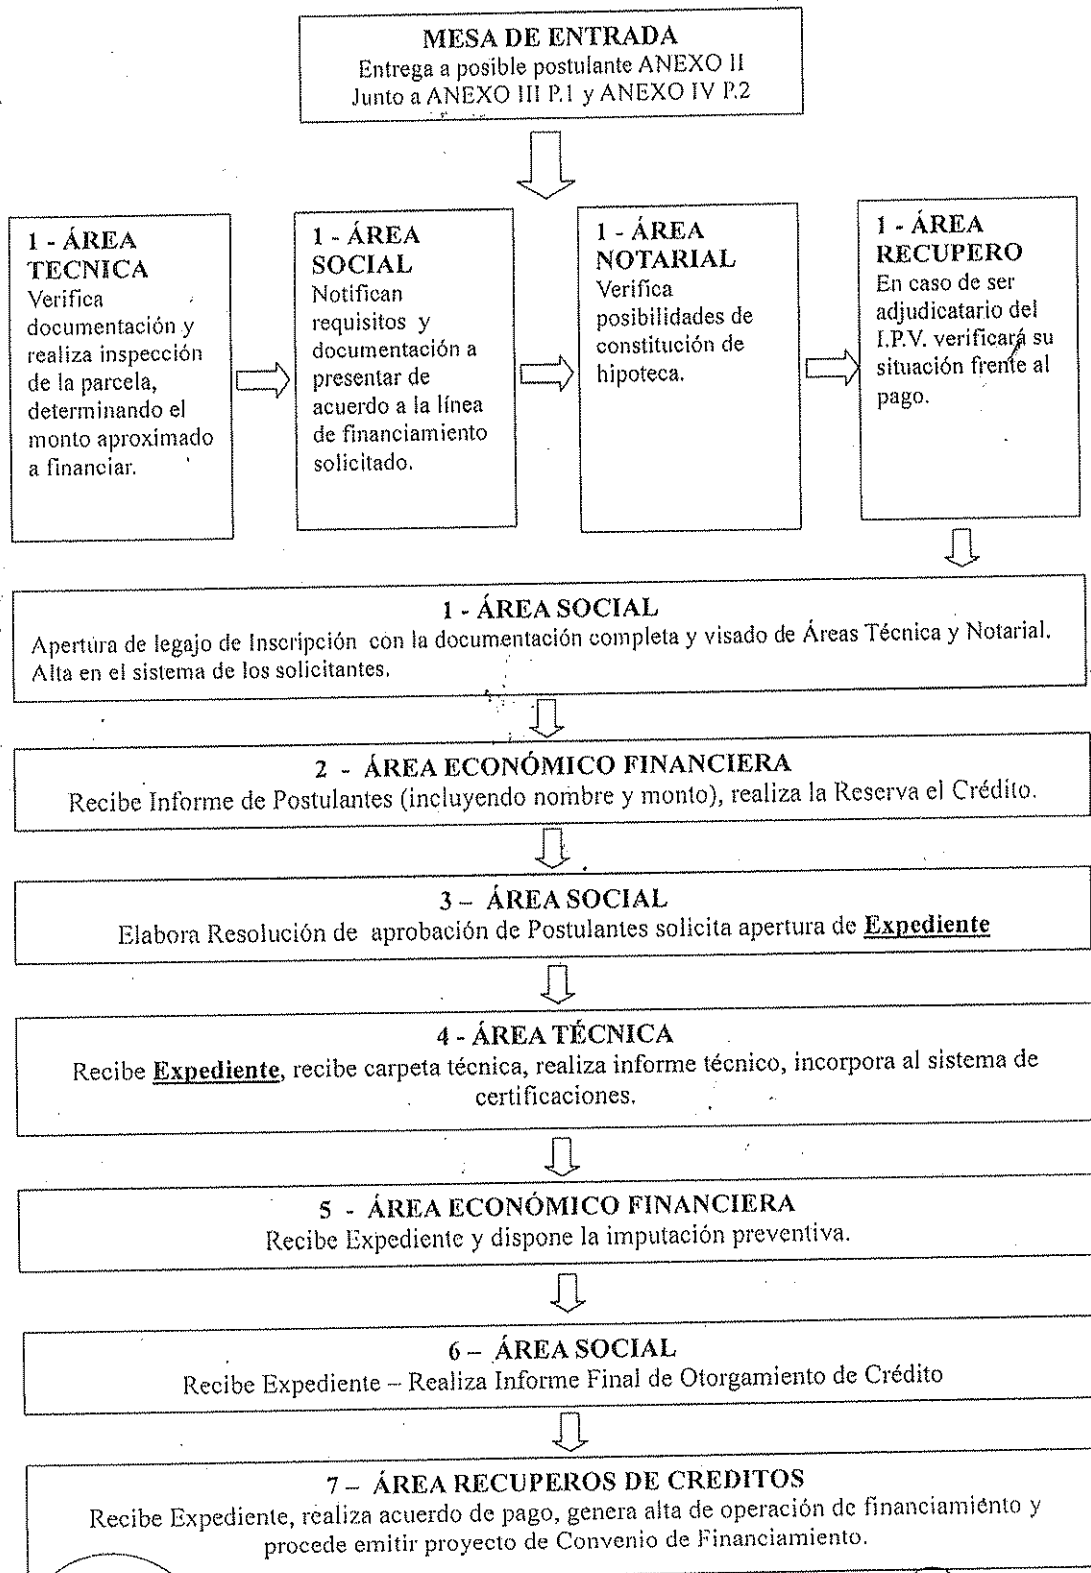 MESA DE ENTRADA
Entrega a posible postulante ANEXO II
Junto a ANEXO III P.1 y ANEXO IV P.2
1 - ÁREA
TECNICA
Verifica
documentación y
realiza inspección
de la parcela,
determinando el
monto aproximado
a financiar.
1 - ÁREA
SOCIAL
Notifican
requisitos y
documentación a
presentar de
acuerdo a la línea
de financiamiento
solicitado.
1 - ÁREA
NOTARIAL
Verifica
posibilidades de
constitución de
hipoteca.
1 - ÁREA
RECUPERO
En caso de ser
adjudicatario del
I.P.V. verificará su
situación frente al
pago.
1 - ÁREA SOCIAL
Apertura de legajo de Inscripción con la documentación completa y visado de Áreas Técnica y Notarial.
Alta en el sistema de los solicitantes.
2 - ÁREA ECONÓMICO FINANCIERA
Recibe Informe de Postulantes (incluyendo nombre y monto), realiza la Reserva el Crédito.
3 – ÁREA SOCIAL
Elabora Resolución de aprobación de Postulantes solicita apertura de Expediente
4 - ÁREA TÉCNICA
Recibe Expediente, recibe carpeta técnica, realiza informe técnico, incorpora al sistema de
certificaciones.
5 - ÁREA ECONÓMICO FINANCIERA
Recibe Expediente y dispone la imputación preventiva.
6 – ÁREA SOCIAL
Recibe Expediente – Realiza Informe Final de Otorgamiento de Crédito
7 – ÁREA RECUPEROS DE CREDITOS
Recibe Expediente, realiza acuerdo de pago, genera alta de operación de financiamiento y
procede emitir proyecto de Convenio de Financiamiento.